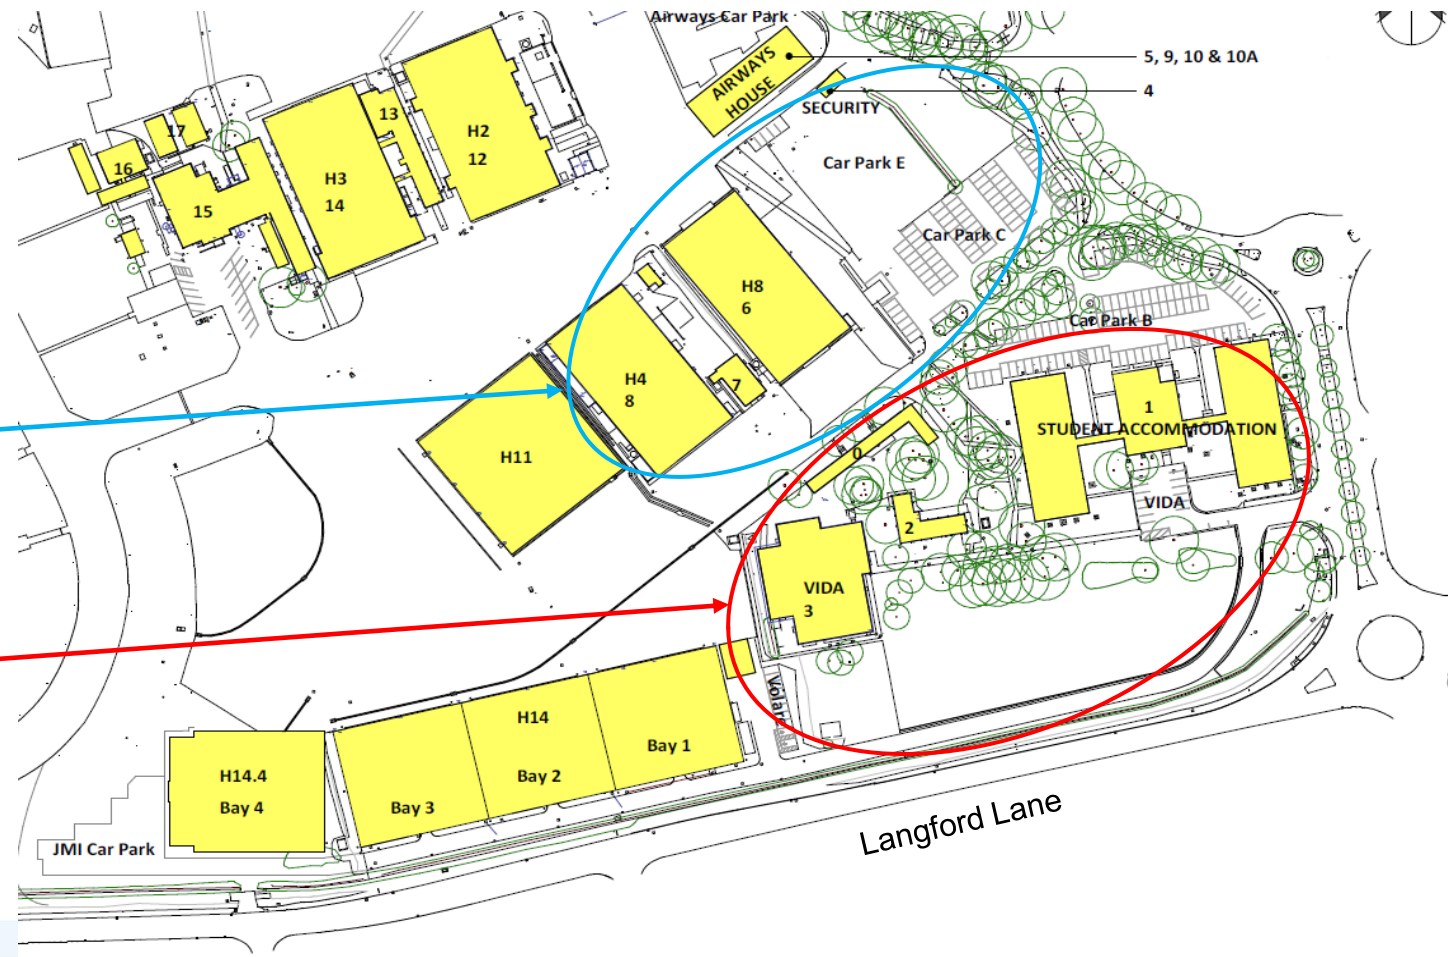 Airways Car Park
5, 9, 10 & 10A
AIRWAYS
HOUSE
4
SECURITY
13
H2
12
17
16
H3
14
15
Car Park E
Car Park C
H8
6
Car Park B
H4
8
7
1
STUDENT ACCOMMODATION
H11
0
VIDA
2
VIDA
3
Volar
H14
Bay 1
H14.4
Bay 2
Bay 4
Bay 3
JMI Car Park
Langford Lane